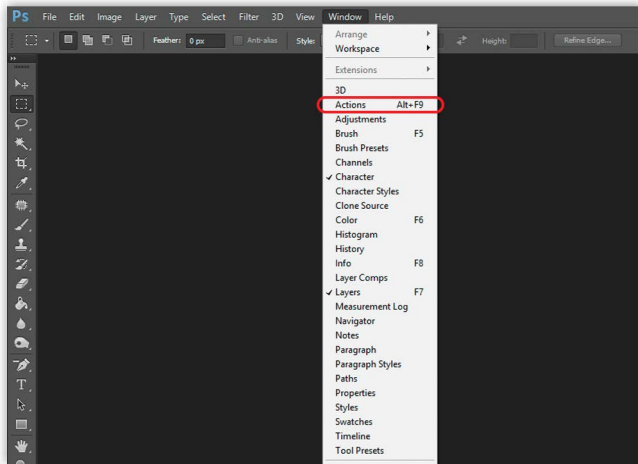 Ps File Edit Image Layer Type Select Filter 3D View Window Help
Feather: 0 px Anti-alias Style: Height: Refine Edge...
Arrange
Workspace
Extensions
3D
Actions Alt+F9
Adjustments
Brush F5
Brush Presets
Channels
✓ Character
Character Styles
Clone Source
Color F6
Histogram
History
Info F8
Layer Comps
✓ Layers F7
Measurement Log
Navigator
Notes
Paragraph
Paragraph Styles
Paths
Properties
Styles
Swatches
Timeline
Tool Presets
T